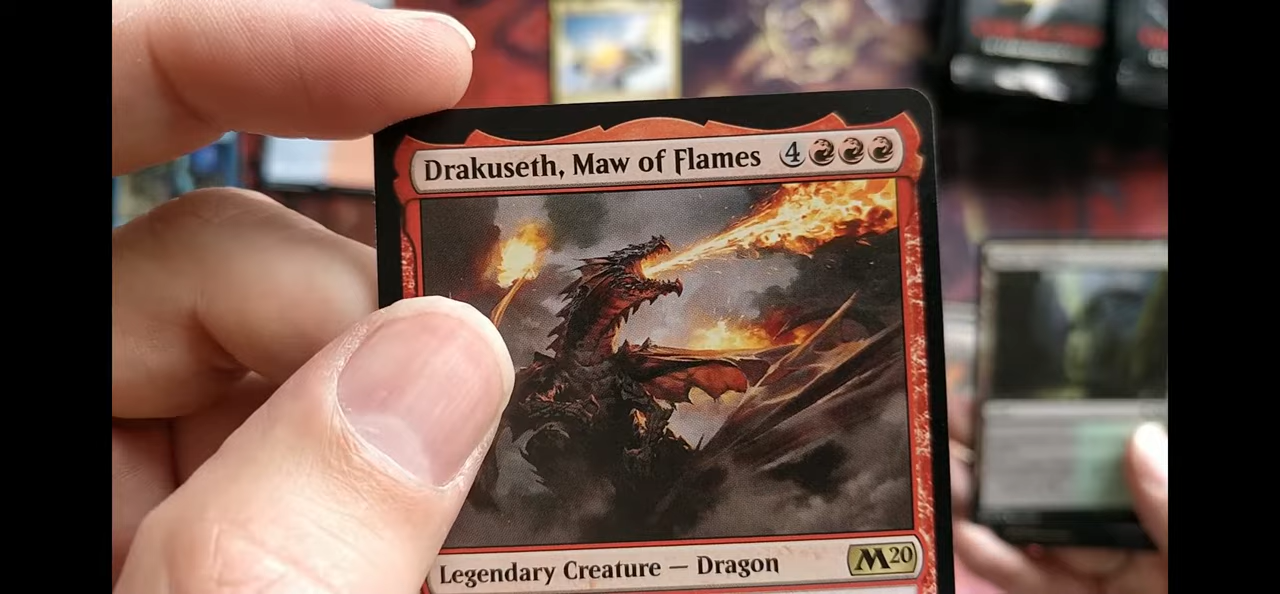 Drakuseth, Maw of Flames 4
Legendary Creature — Dragon M20